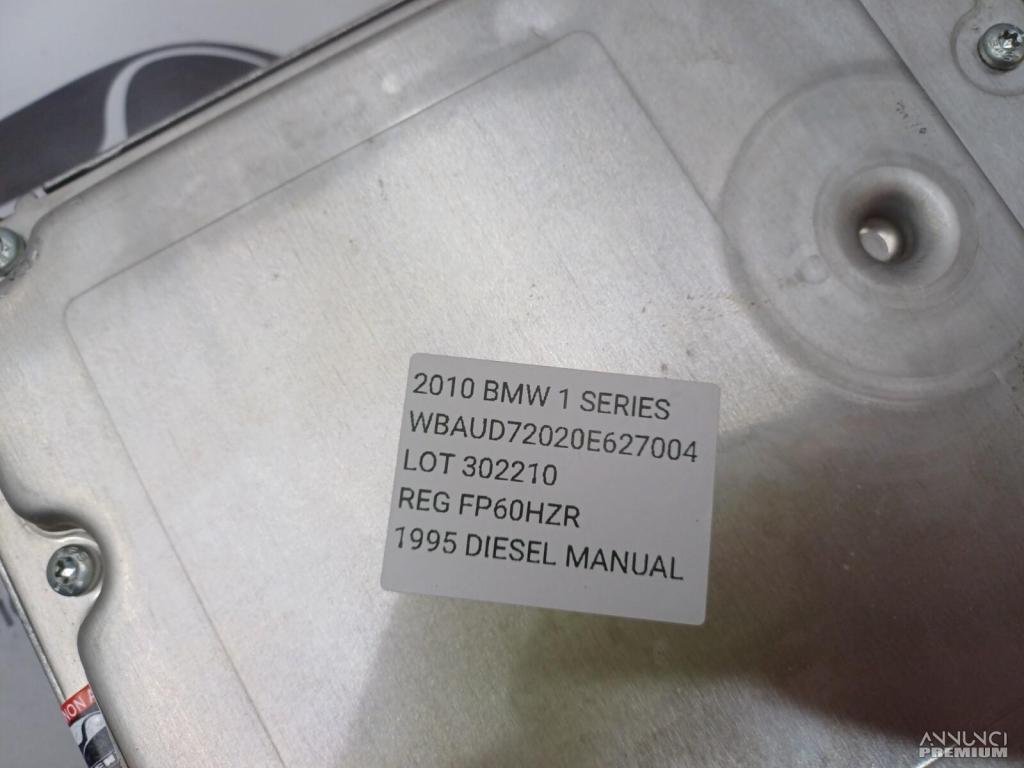 2010 BMW 1 SERIES
WBAUD72020E627004
LOT 302210
REG FP60HZR
1995 DIESEL MANUAL
ANNUNCI
PREMIUM